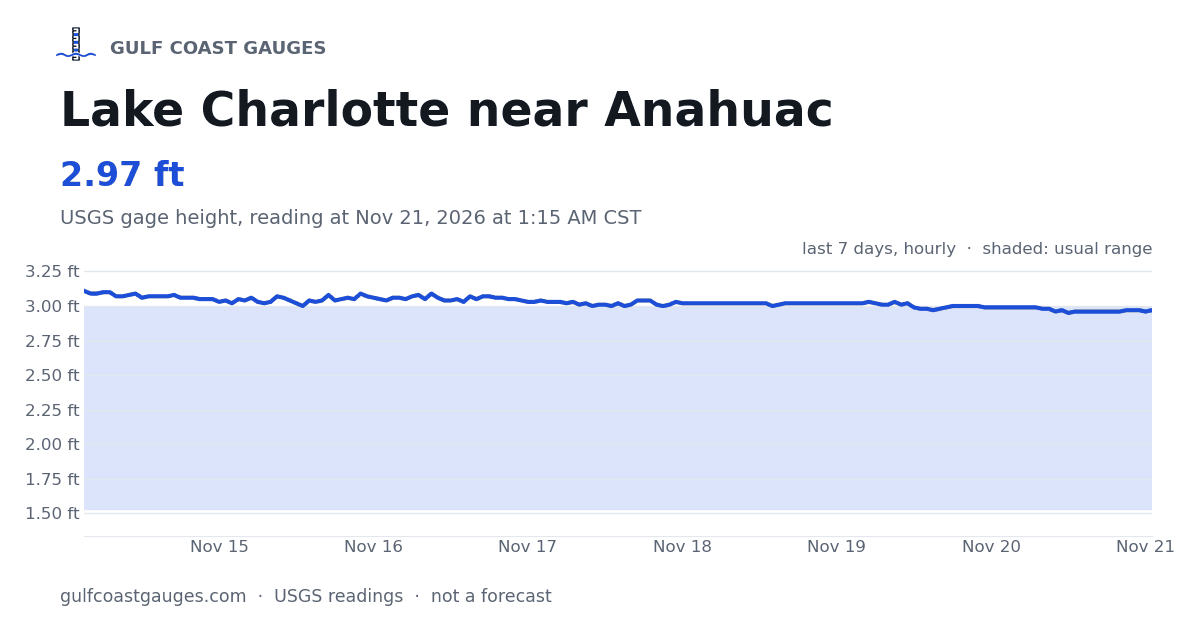 GULF COAST GAUGES
Lake Charlotte near Anahuac
2.97 ft
USGS gage height, reading at Nov 21, 2026 at 1:15 AM CST
last 7 days, hourly · shaded: usual range
3.25 ft
3.00 ft
2.75 ft
2.50 ft
2.25 ft
2.00 ft
1.75 ft
1.50 ft
Nov 15 Nov 16 Nov 17 Nov 18 Nov 19 Nov 20 Nov 21
gulfcoastgauges.com · USGS readings · not a forecast